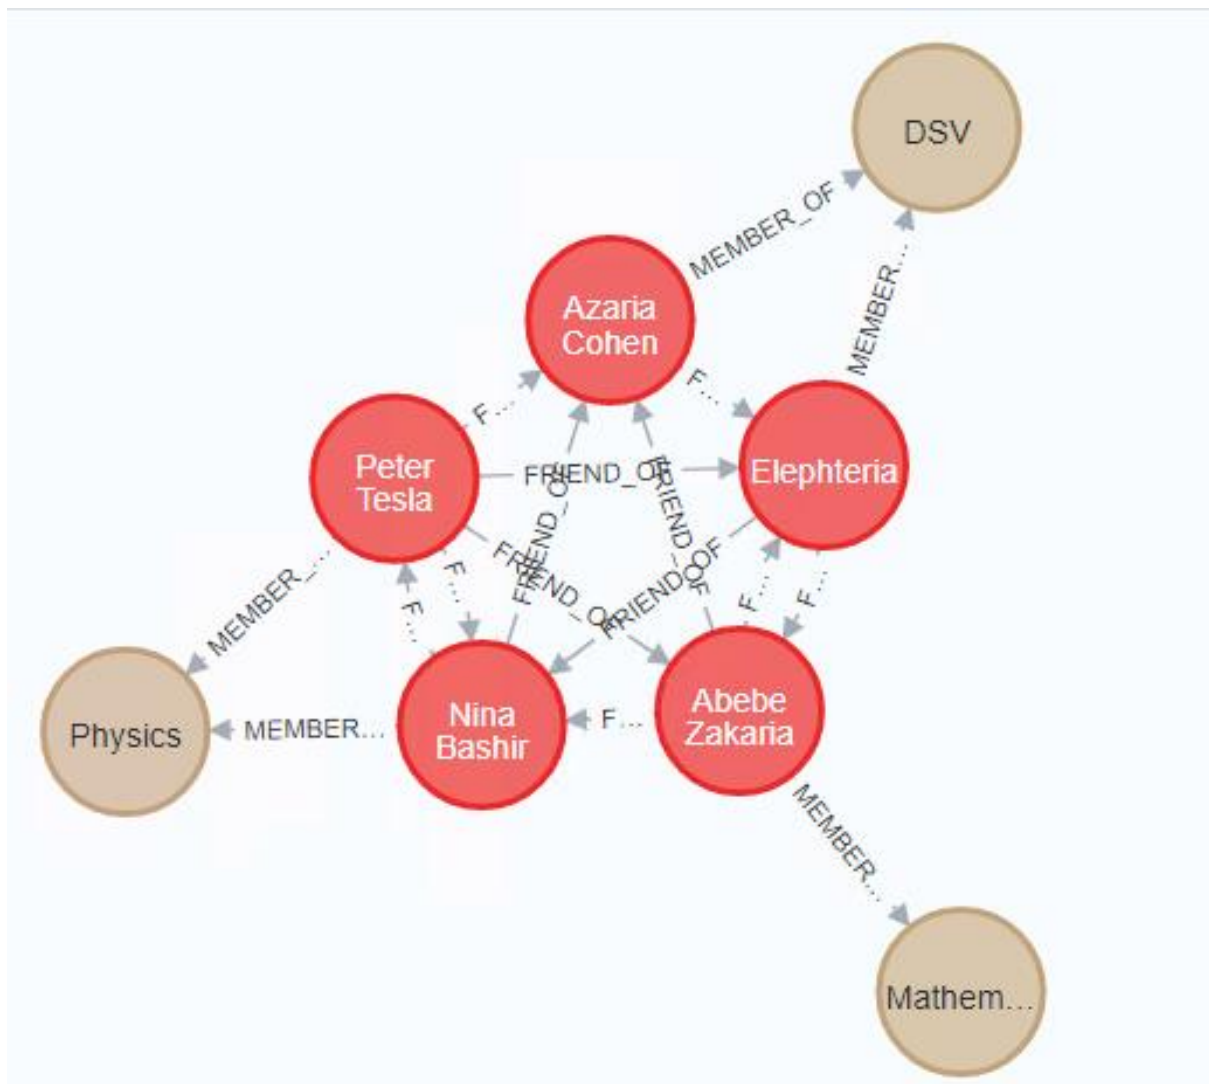 DSV
MEMBER_OF
MEMBER…
Azaria
Cohen
F…
F…
Peter
Tesla
FRIEND_OF
Elephteria
FRIEND_OF
FRIEND_OF
FRIEND_OF
FRIEND_OF
F…
F…
F…
F…
MEMBER_…
Physics
MEMBER…
Nina
Bashir
F…
Abebe
Zakaria
MEMBER…
Mathem…